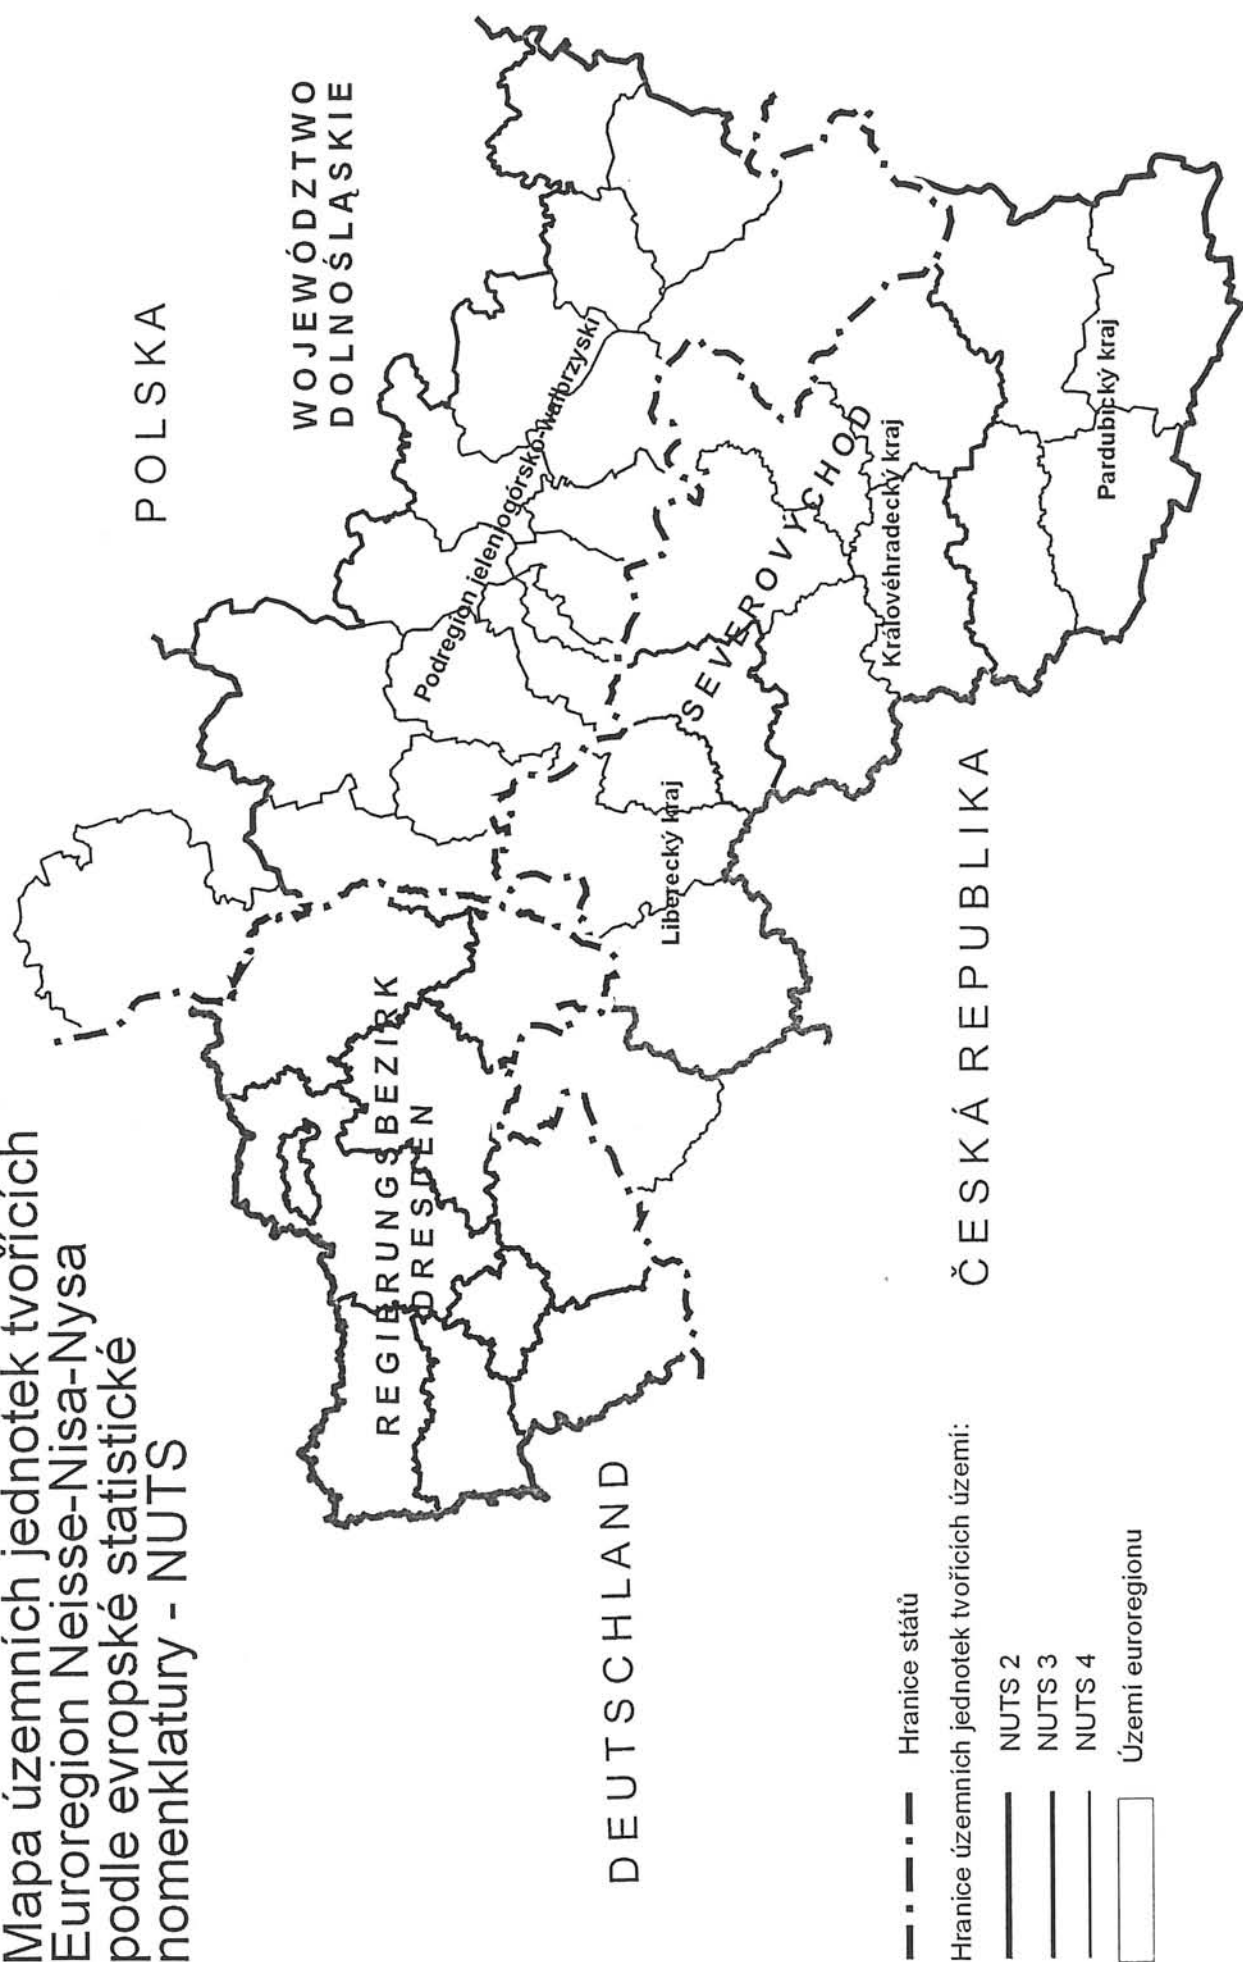 Mapa územních jednotek tvořících
Euroregion Neisse-Nisa-Nysa
podle evropské statistické
nomenklatury - NUTS
POLSKA
WOJEWÓDZTWO
DOLNOŚLĄSKIE
Podregion jeleniogórsko-wałbrzyski
REGIERUNGSBEZIRK
DRESDEN
SEVEROVÝCHOD
Liberecký kraj
Královéhradecký kraj
Pardubický kraj
DEUTSCHLAND
ČESKÁ REPUBLIKA
Hranice států
Hranice územních jednotek tvořících území:
NUTS 2
NUTS 3
NUTS 4
Území euroregionu